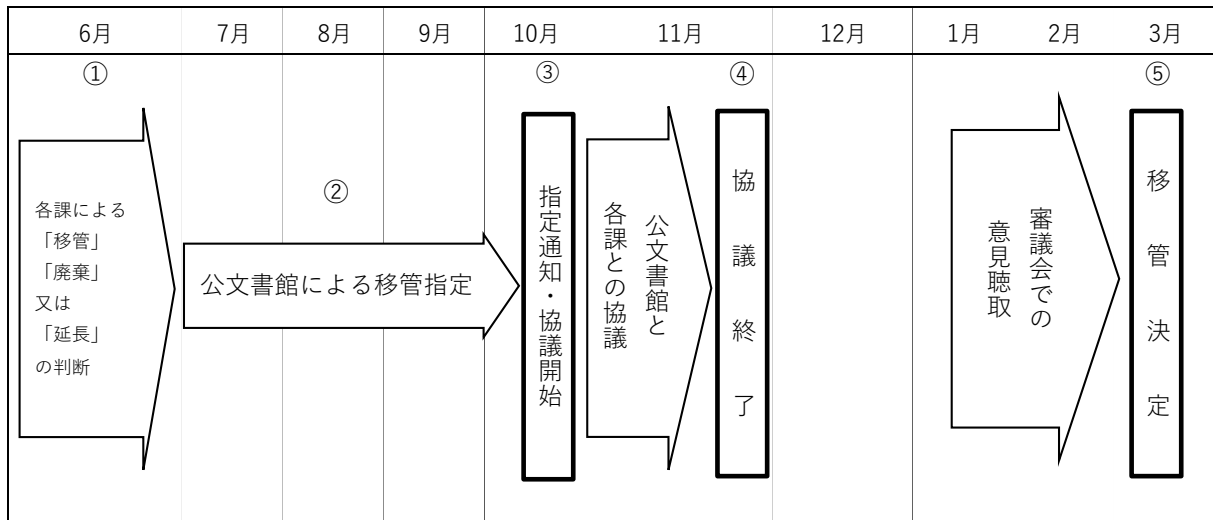 6月
7月
8月
9月
10月
11月
12月
1月
2月
3月
①
各課による
「移管」
「廃棄」
又は
「延長」
の判断
②
公文書館による移管指定
③
指定通知・協議開始
公文書館と
各課との協議
④
協議終了
審議会での
意見聴取
⑤
移管決定